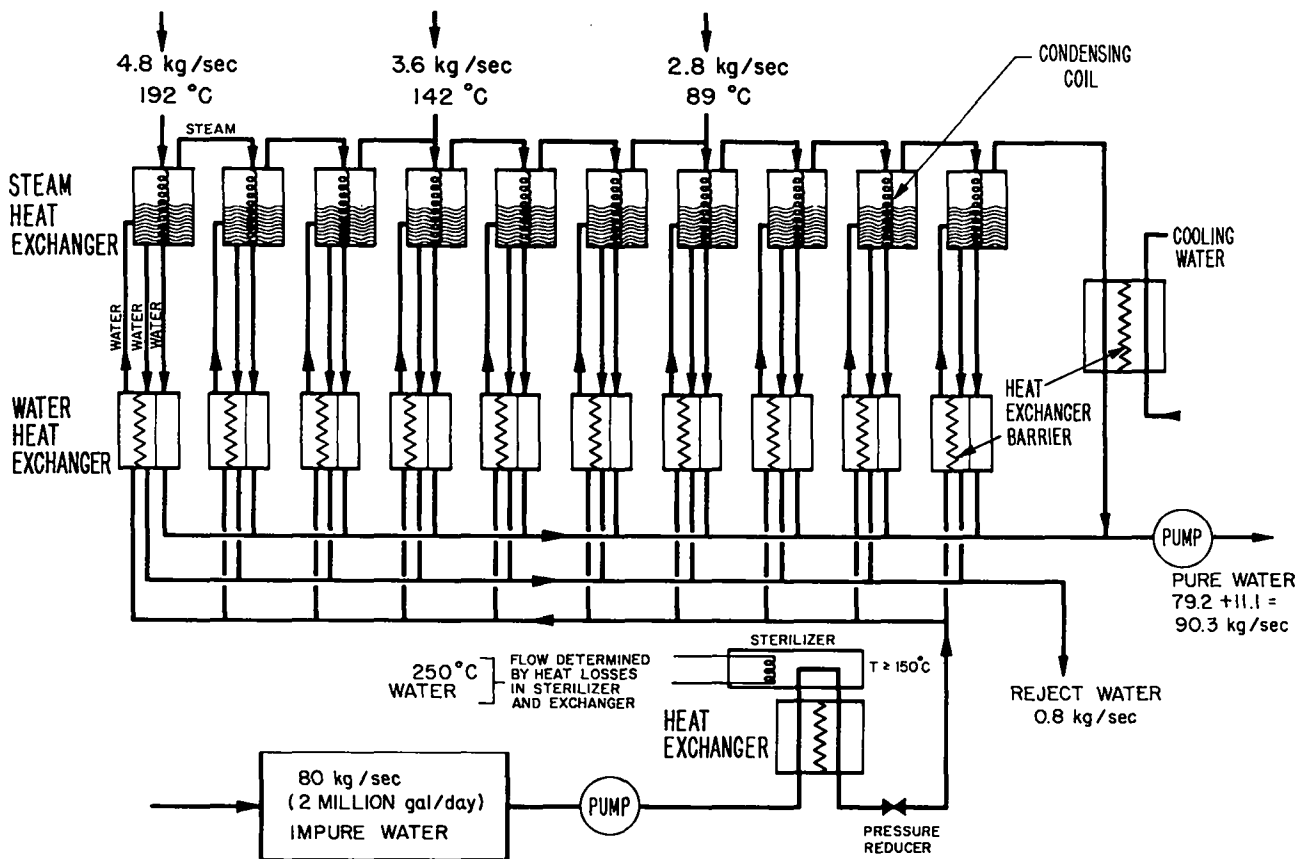 4.8 kg/sec
192 °C
3.6 kg/sec
142 °C
2.8 kg/sec
89 °C
CONDENSING
COIL
STEAM
STEAM
HEAT
EXCHANGER
COOLING
WATER
WATER
WATER
WATER
WATER
HEAT
EXCHANGER
HEAT
EXCHANGER
BARRIER
PUMP
PURE WATER
79.2 +11.1 =
90.3 kg/sec
STERILIZER
250°C
WATER
FLOW DETERMINED
BY HEAT LOSSES
IN STERILIZER
AND EXCHANGER
T ≥ 150°C
REJECT WATER
0.8 kg/sec
HEAT
EXCHANGER
80 kg/sec
(2 MILLION gal/day)
IMPURE WATER
PUMP
PRESSURE
REDUCER